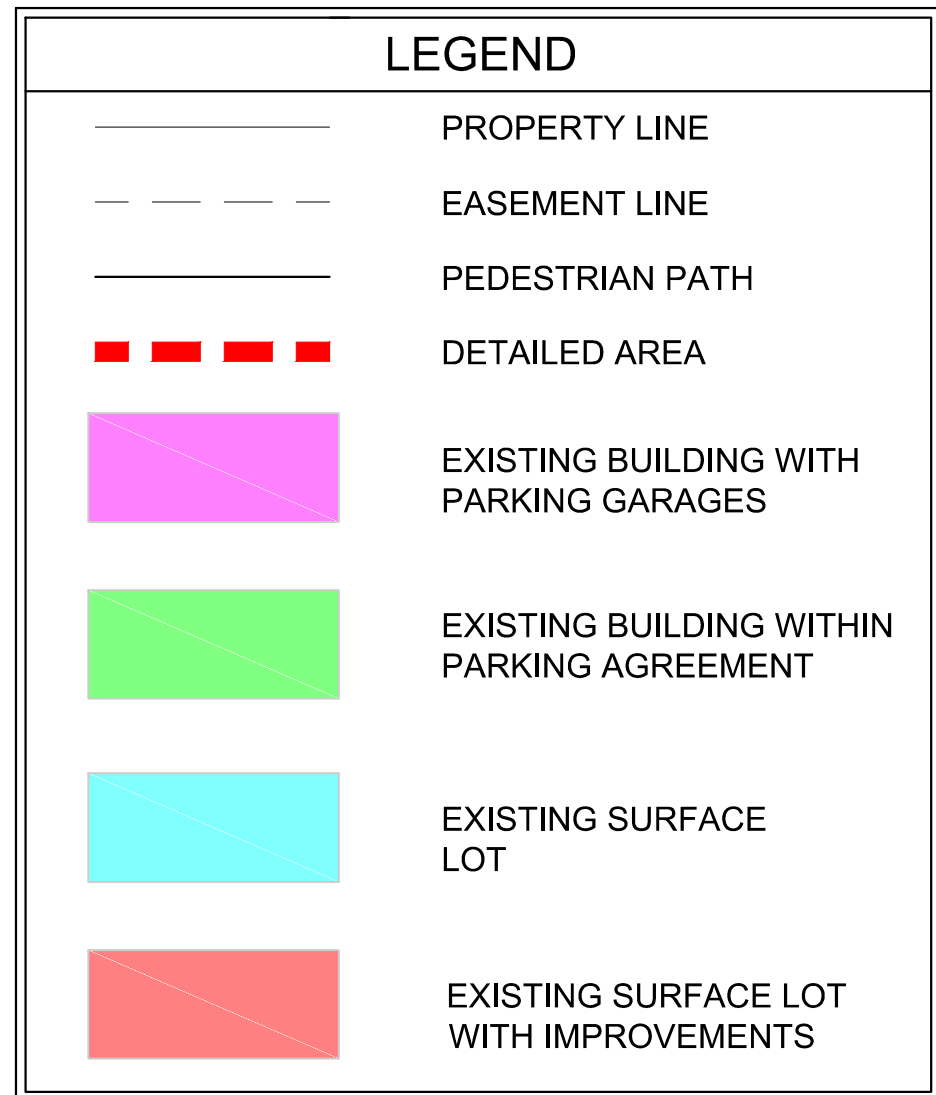 LEGEND
PROPERTY LINE
EASEMENT LINE
PEDESTRIAN PATH
DETAILED AREA
EXISTING BUILDING WITH
PARKING GARAGES
EXISTING BUILDING WITHIN
PARKING AGREEMENT
EXISTING SURFACE
LOT
EXISTING SURFACE LOT
WITH IMPROVEMENTS